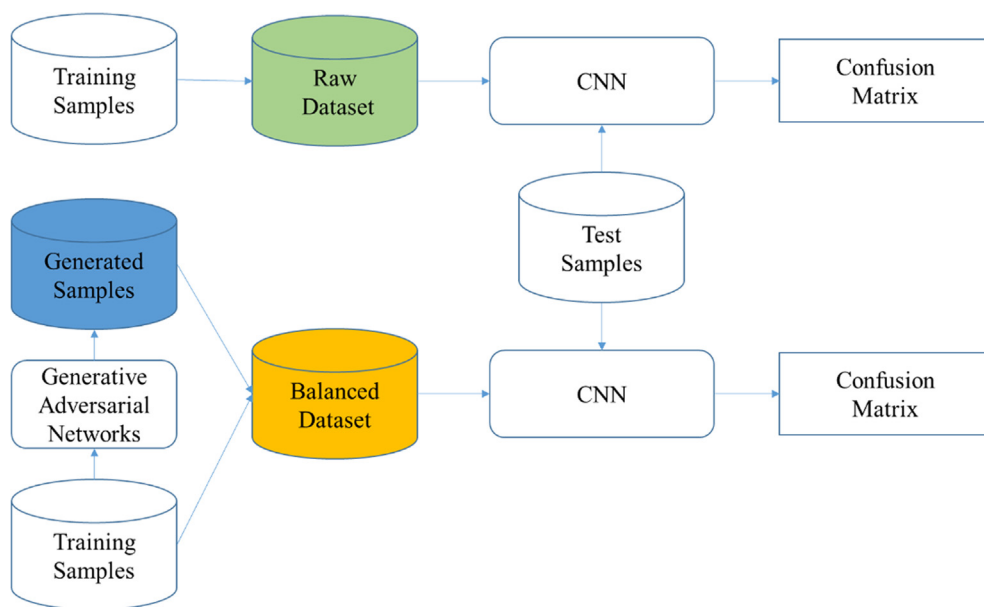 Training
Samples
Raw
Dataset
CNN
Confusion
Matrix
Test
Samples
Generated
Samples
Generative
Adversarial
Networks
Training
Samples
Balanced
Dataset
CNN
Confusion
Matrix